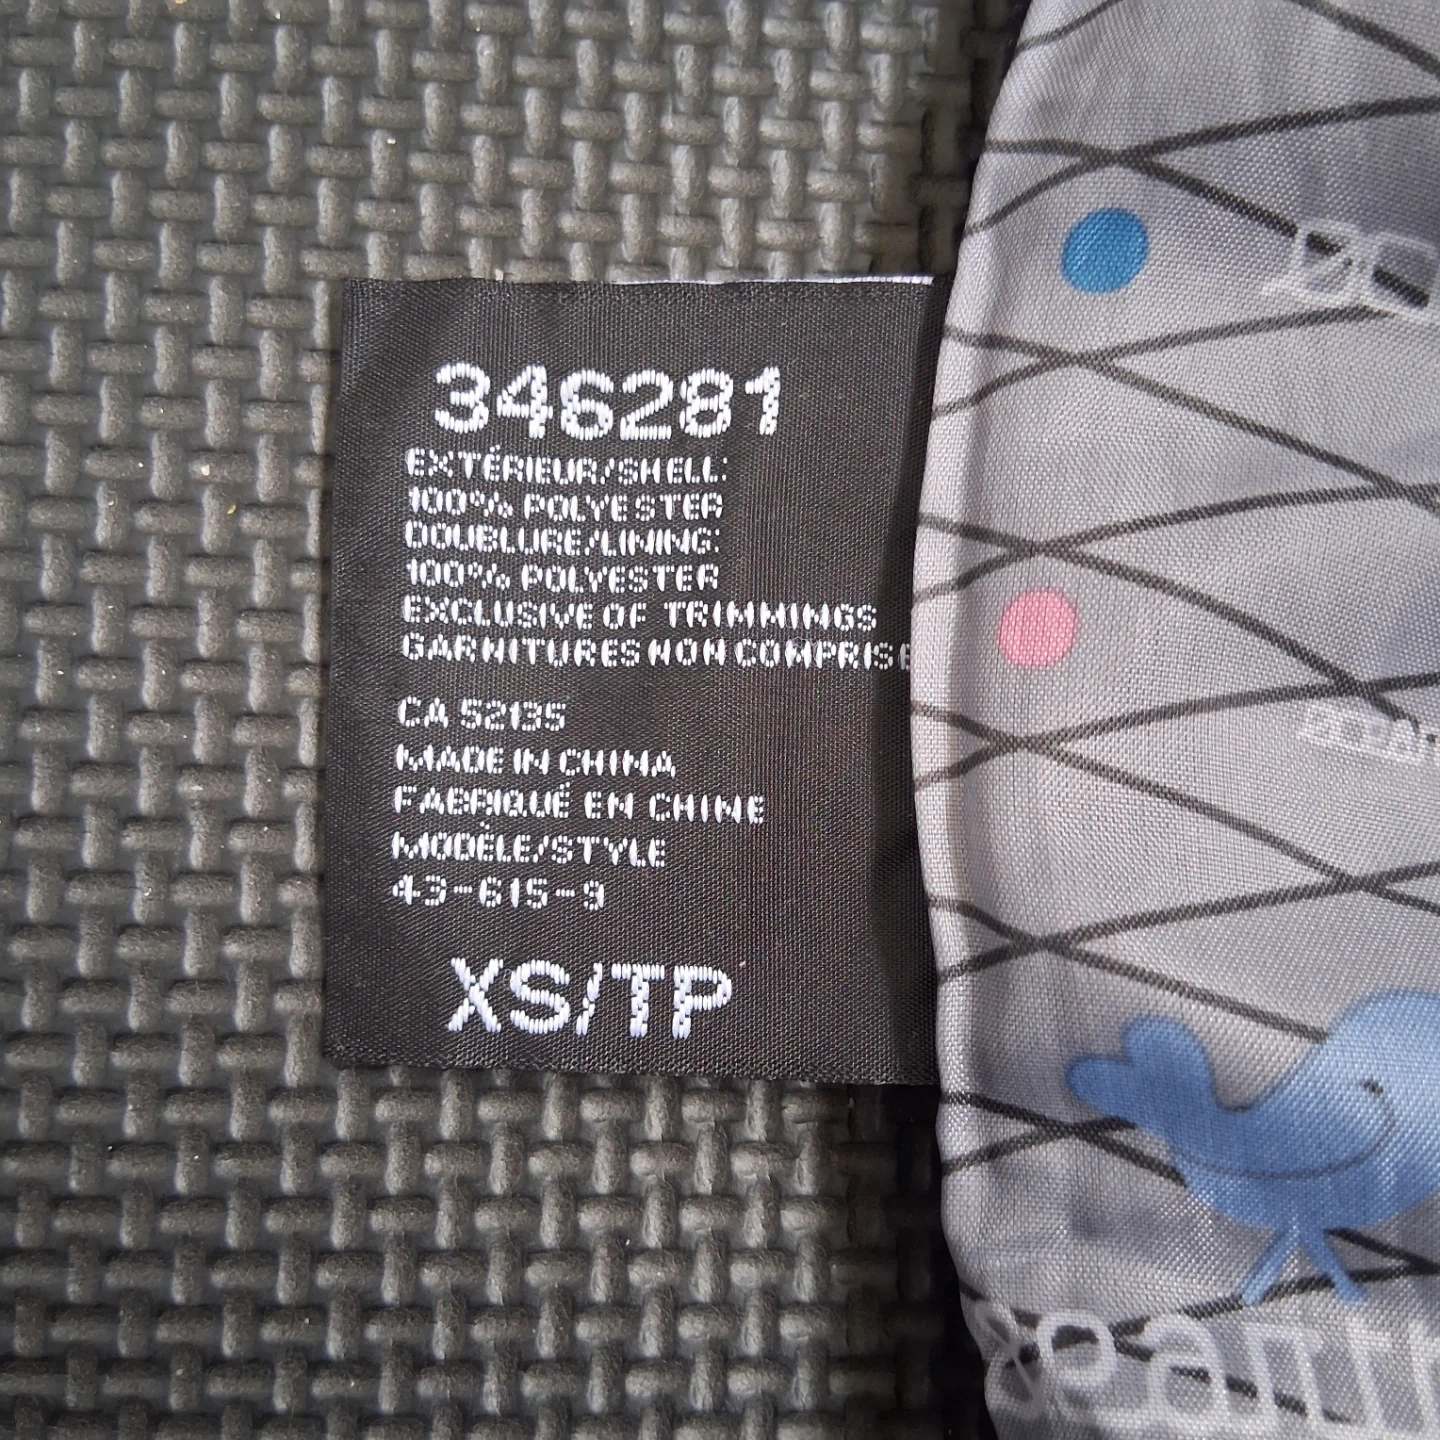 346281
EXTÉRIEUR/SHELL:
100% POLYESTER
DOUBLURE/LINING:
100% POLYESTER
EXCLUSIVE OF TRIMMINGS
GARNITURES NON COMPRISE
CA 52135
MADE IN CHINA
FABRIQUÉ EN CHINE
MODÈLE/STYLE
43-615-9
XS/TP